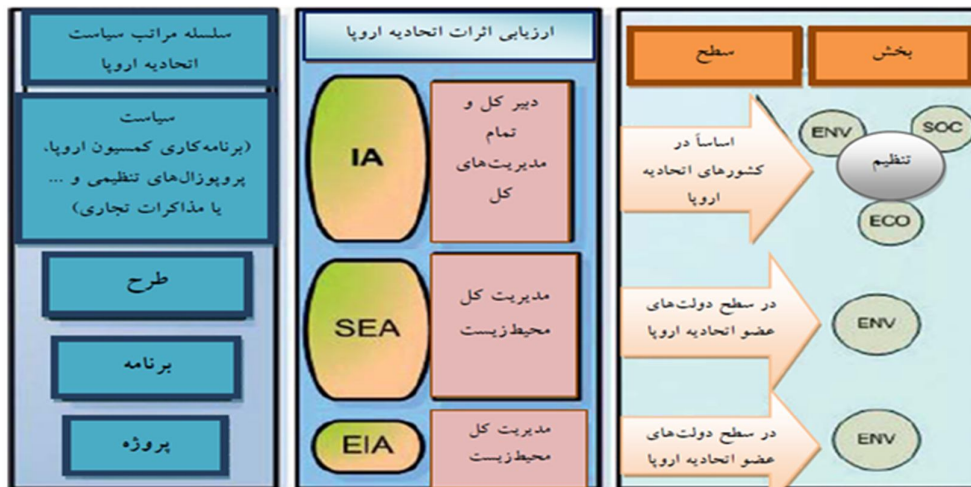 سلسله مراتب سیاست
اتحادیه اروپا
سیاست
(برنامه‌کاری کمسیون اروپا،
پروپوزال‌های تنظیمی و ...
یا مذاکرات تجاری)
طرح
برنامه
پروژه
ارزیابی اثرات اتحادیه اروپا
IA
دبیر کل و
تمام
مدیریت‌های
کل
SEA
مدیریت کل
محیط‌زیست
EIA
مدیریت کل
محیط‌زیست
سطح
بخش
اساساً در
کشورهای اتحادیه
اروپا
ENV
SOC
تنظیم
ECO
در سطح دولت‌های
عضو اتحادیه اروپا
ENV
در سطح دولت‌های
عضو اتحادیه اروپا
ENV